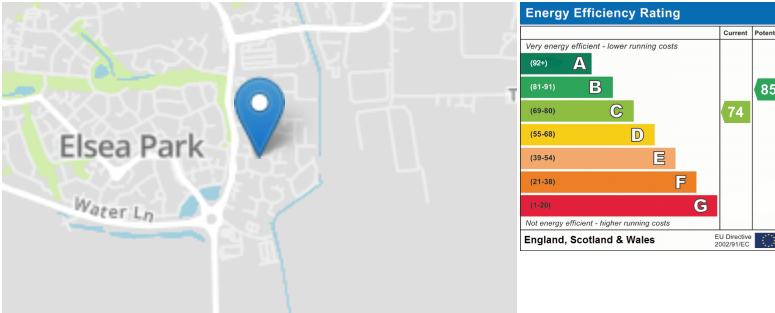 Elsea Park
Water Ln
T
Energy Efficiency Rating
Current
Potent
Very energy efficient - lower running costs
(92+) A
(81-91) B
85
(69-80) C
74
(55-68) D
(39-54) E
(21-38) F
(1-20) G
Not energy efficient - higher running costs
England, Scotland & Wales
EU Directive
2002/91/EC